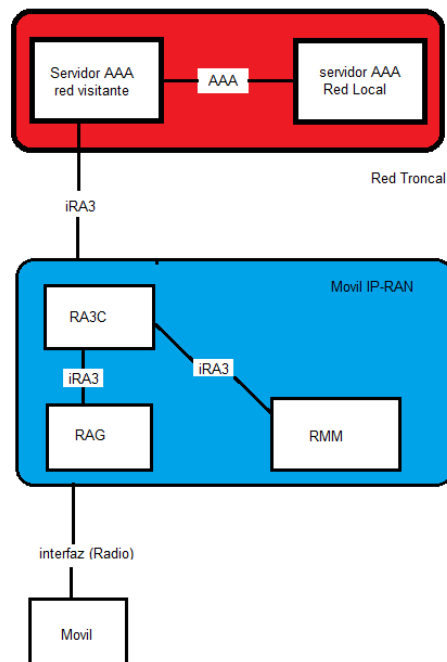 Servidor AAA
red visitante
AAA
servidor AAA
Red Local
Red Troncal
iRA3
Movil IP-RAN
RA3C
iRA3
iRA3
RAG
RMM
interfaz (Radio)
Movil